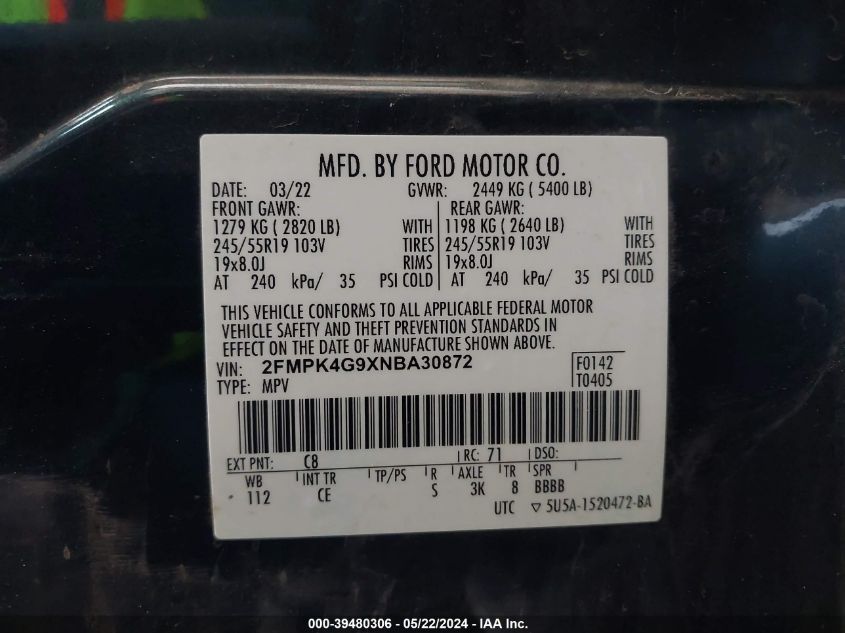 MFD. BY FORD MOTOR CO.
DATE: 03/22 GVWR: 2449 KG ( 5400 LB)
FRONT GAWR: REAR GAWR:
1279 KG ( 2820 LB) WITH 1198 KG ( 2640 LB) WITH
245/55R19 103V TIRES 245/55R19 103V TIRES
19x8.0J RIMS 19x8.0J RIMS
AT 240 kPa/ 35 PSI COLD AT 240 kPa/ 35 PSI COLD
THIS VEHICLE CONFORMS TO ALL APPLICABLE FEDERAL MOTOR
VEHICLE SAFETY AND THEFT PREVENTION STANDARDS IN
EFFECT ON THE DATE OF MANUFACTURE SHOWN ABOVE.
VIN: 2FMPK4G9XNBA30872 F0142
TYPE: MPV T0405
EXT PNT: C8 RC: 71 DSO:
WB INT TR TP/PS R AXLE TR SPR
112 CE S 3K 8 BBBB
UTC ▽ 5U5A-1520472-BA
000-39480306 - 05/22/2024 - IAA Inc.